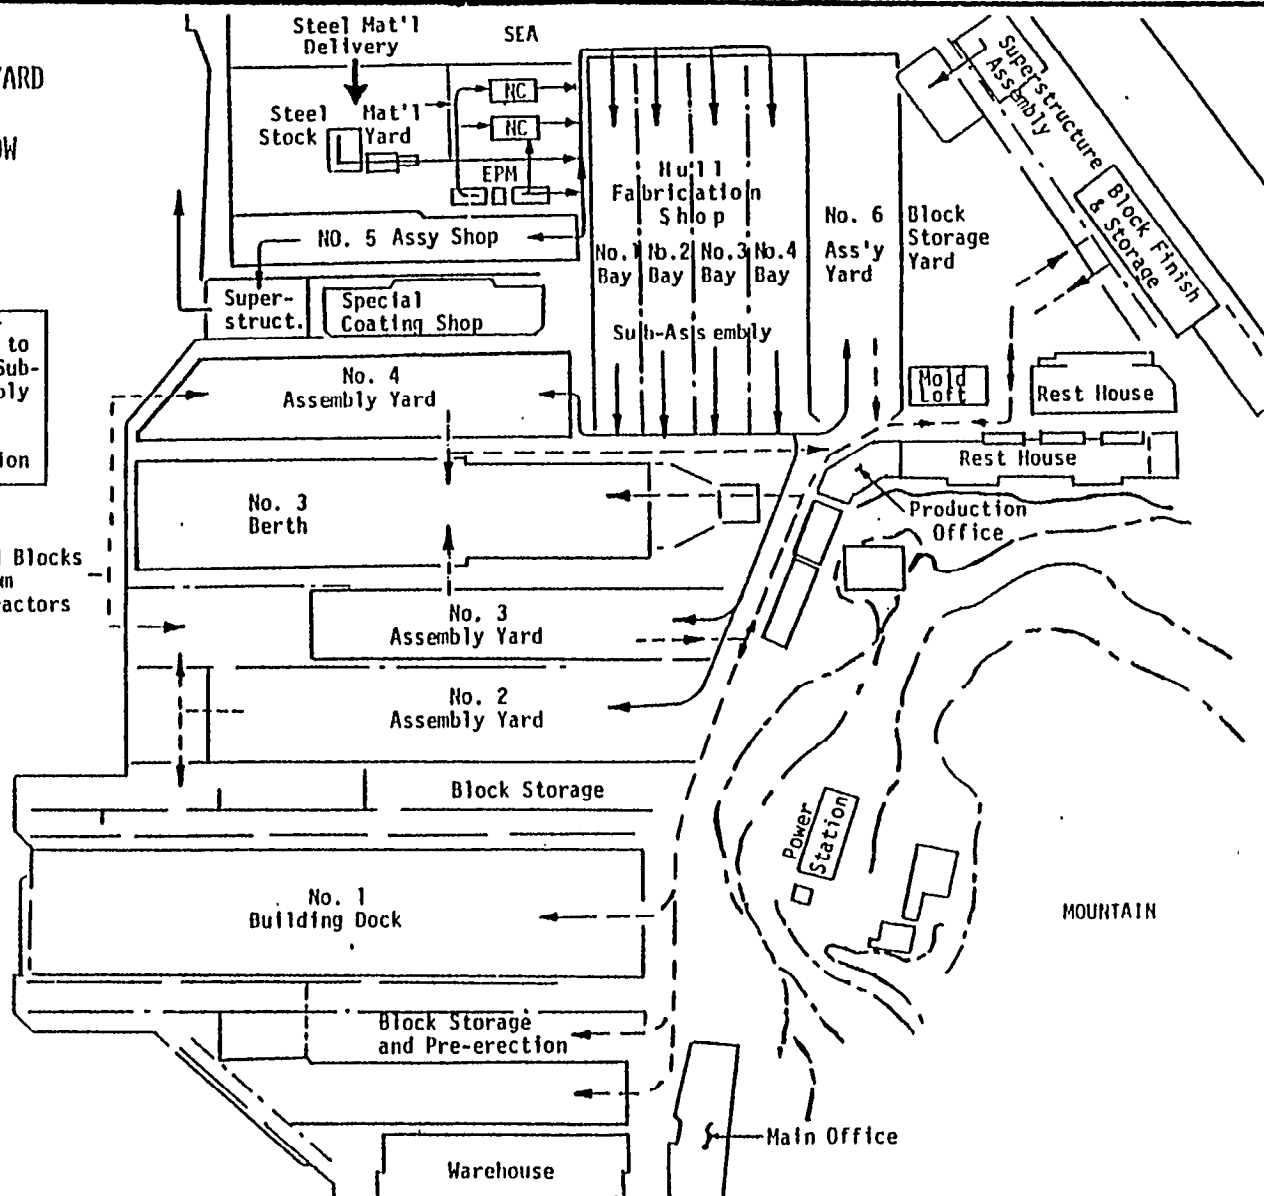 Steel Mat'l
Delivery
SEA
YARD
OW
Steel
Stock
Mat'l
Yard
NC
NC
EPM
NO. 5 Assy Shop
Super-
struct.
Special
Coating Shop
Hull
Fabrication
Shop
No.1
Bay
No.2
Bay
No.3
Bay
No.4
Bay
Sub-Assembly
No. 6
Ass'y
Yard
Block
Storage
Yard
Superstructure
Assembly
Block Finish
& Storage
to
Sub-
ply
ion
No. 4
Assembly Yard
Mold
Loft
Rest House
Rest House
Production
Office
No. 3
Berth
Blocks
actors
No. 3
Assembly Yard
No. 2
Assembly Yard
Block Storage
Power
Station
No. 1
Building Dock
MOUNTAIN
Block Storage
and Pre-erection
Main Office
Warehouse